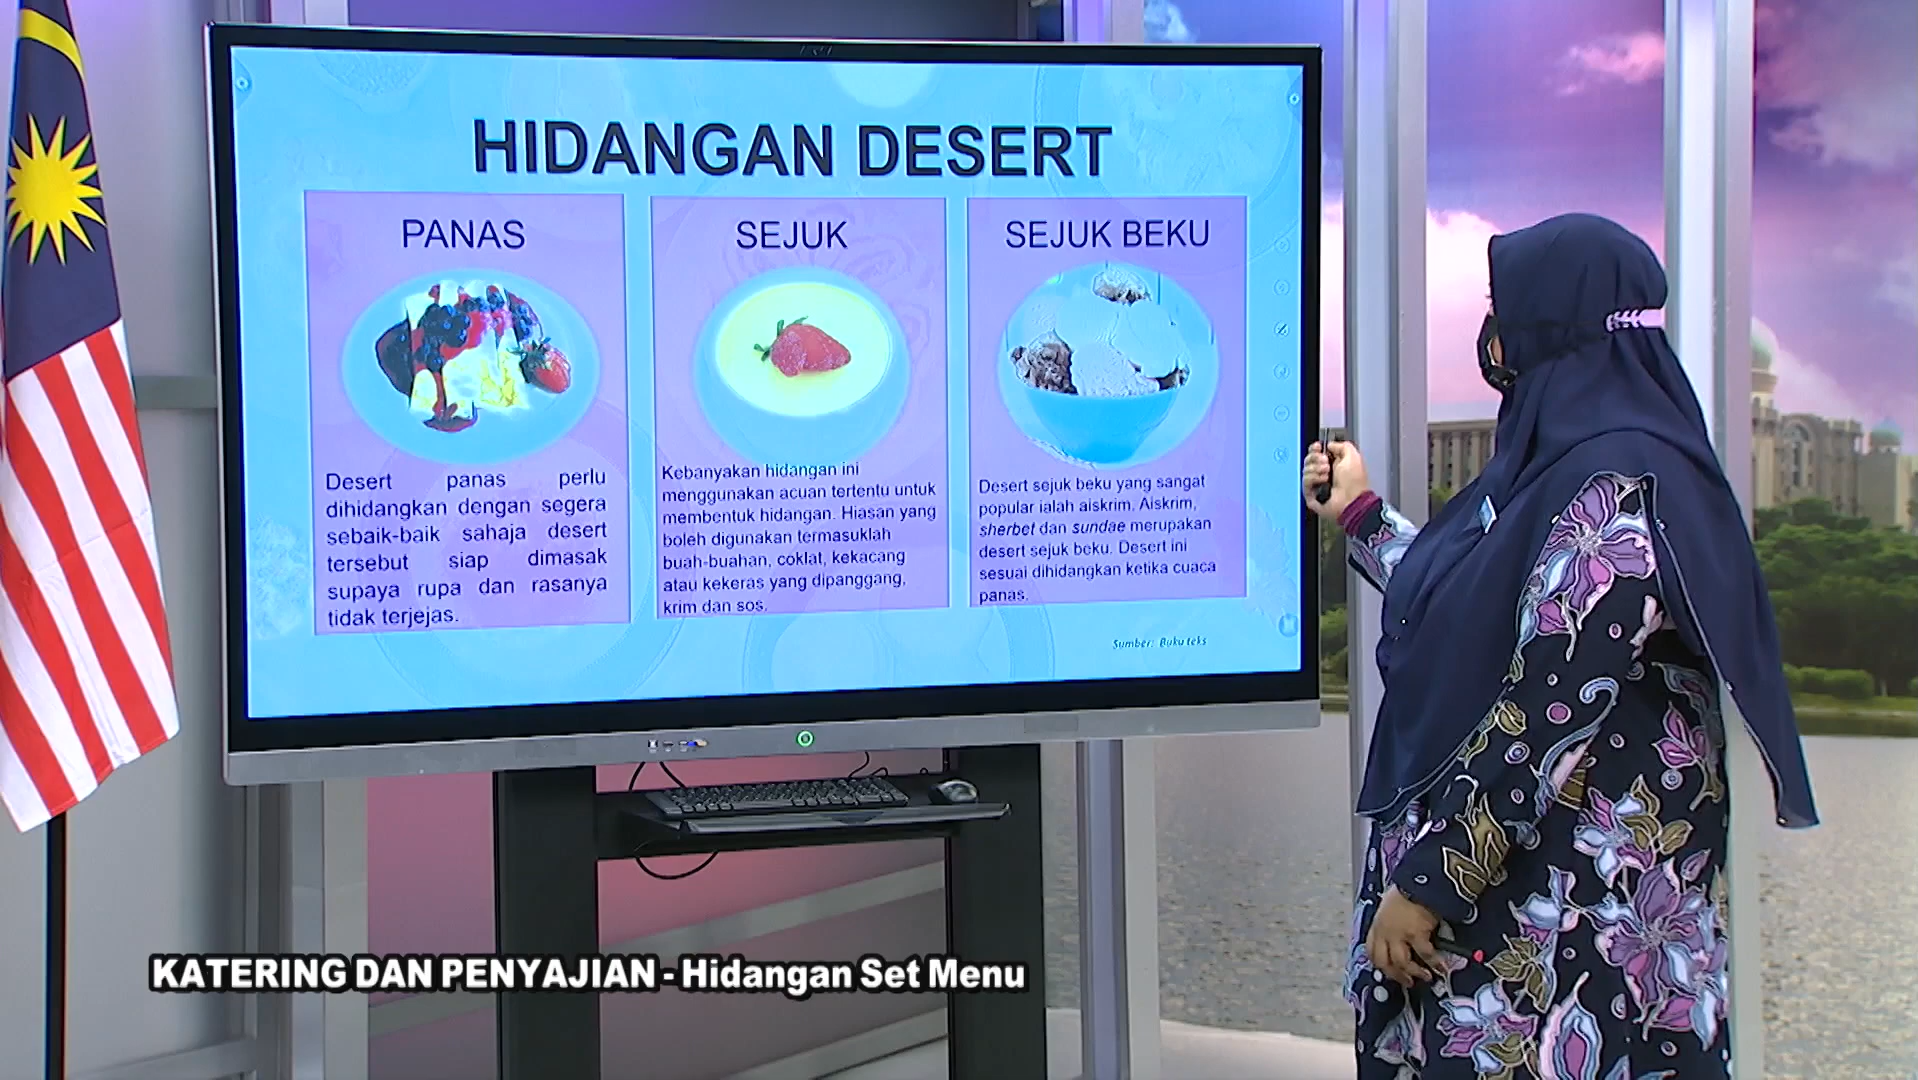 HIDANGAN DESERT
PANAS
Desert panas perlu
dihidangkan dengan segera
sebaik-baik sahaja desert
tersebut siap dimasak
supaya rupa dan rasanya
tidak terjejas.
SEJUK
Kebanyakan hidangan ini
menggunakan acuan tertentu untuk
membentuk hidangan. Hiasan yang
boleh digunakan termasuklah
buah-buahan, coklat, kekacang
atau kekeras yang dipanggang,
krim dan sos.
SEJUK BEKU
Desert sejuk beku yang sangat
popular ialah aiskrim. Aiskrim,
sherbet dan sundae merupakan
desert sejuk beku. Desert ini
sesuai dihidangkan ketika cuaca
panas.
Sumber: Buku teks
KATERING DAN PENYAJIAN - Hidangan Set Menu